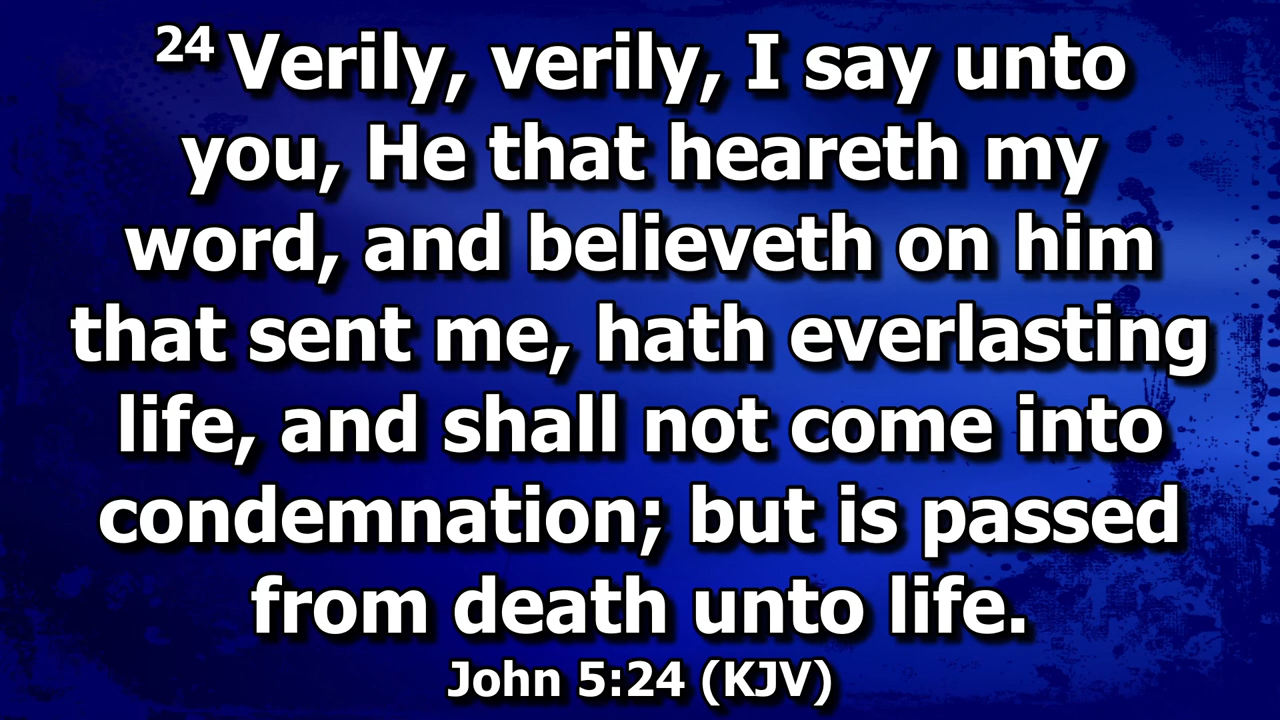 24 Verily, verily, I say unto
you, He that heareth my
word, and believeth on him
that sent me, hath everlasting
life, and shall not come into
condemnation; but is passed
from death unto life.
John 5:24 (KJV)